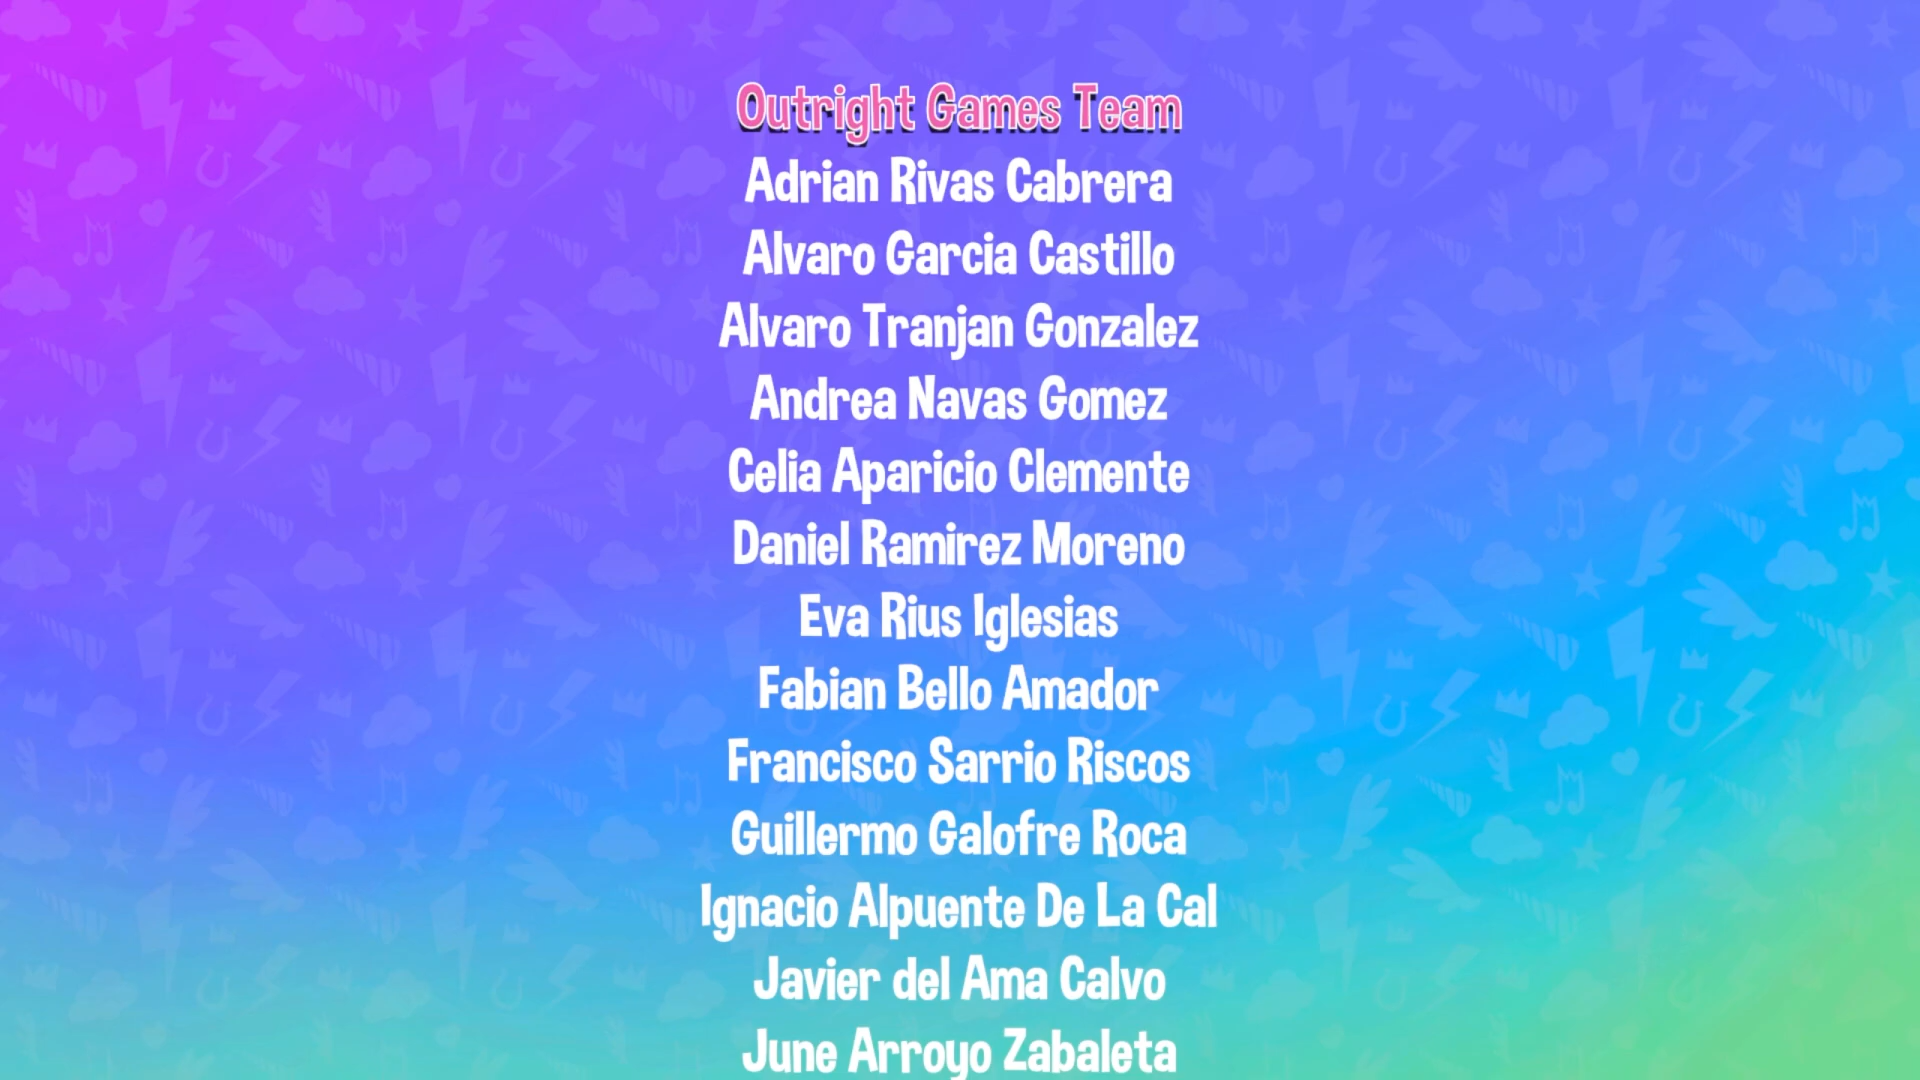 Outright Games Team
Adrian Rivas Cabrera
Alvaro Garcia Castillo
Alvaro Tranjan Gonzalez
Andrea Navas Gomez
Celia Aparicio Clemente
Daniel Ramirez Moreno
Eva Rius Iglesias
Fabian Bello Amador
Francisco Sarrio Riscos
Guillermo Galofre Roca
Ignacio Alpuente De La Cal
Javier del Ama Calvo
June Arroyo Zabaleta